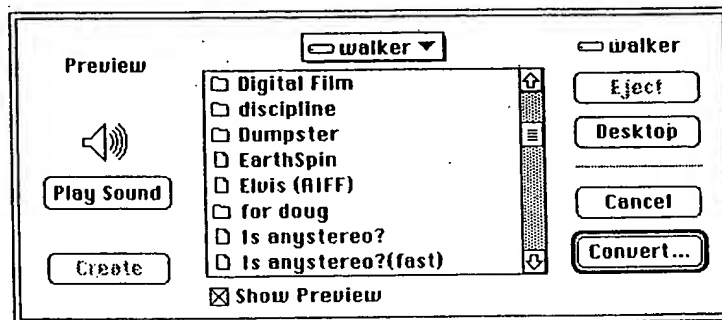 Preview
Play Sound
Create
walker
Digital Film
discipline
Dumpster
EarthSpin
Elvis (AIFF)
for doug
Is anystereo?
Is anystereo?(fast)
Show Preview
walker
Eject
Desktop
Cancel
Convert...